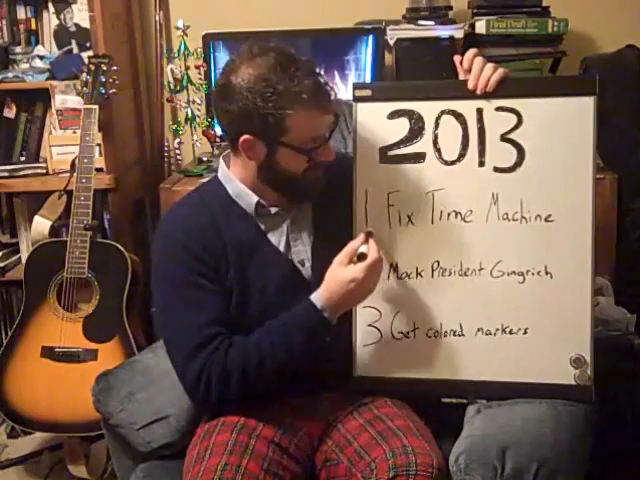 Final Draft
2013
1 Fix Time Machine
Mock President Gingrich
3 Get colored markers